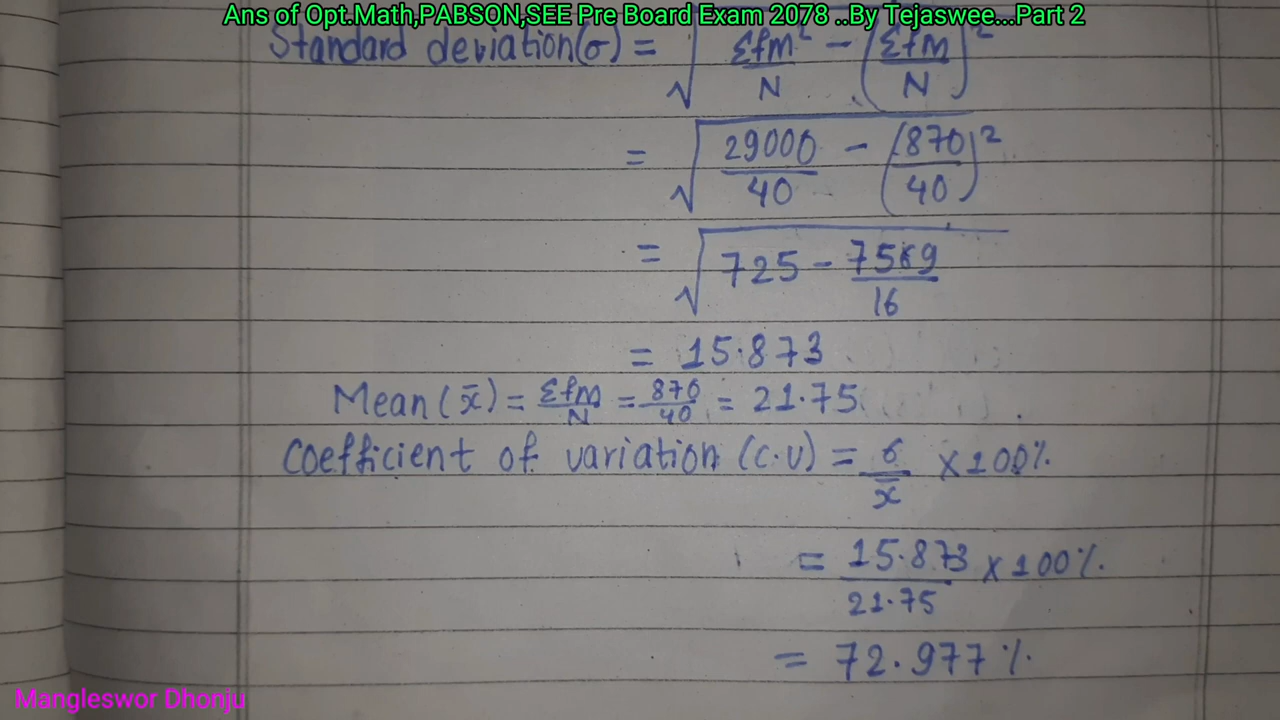 Ans of Opt.Math,PABSON,SEE Pre Board Exam 2078 ..By Tejaswee...Part 2
Standard deviation(σ) = √(Σfm²/N − (Σfm/N)²)
= √(29000/40 − (870/40)²)
= √(725 − 7569/16)
= 15.873
Mean (x̄) = Σfm/N = 870/40 = 21.75
Coefficient of variation (C.V) = σ/x̄ × 100%
= 15.873/21.75 × 100%
= 72.977 %
Mangleswor Dhonju